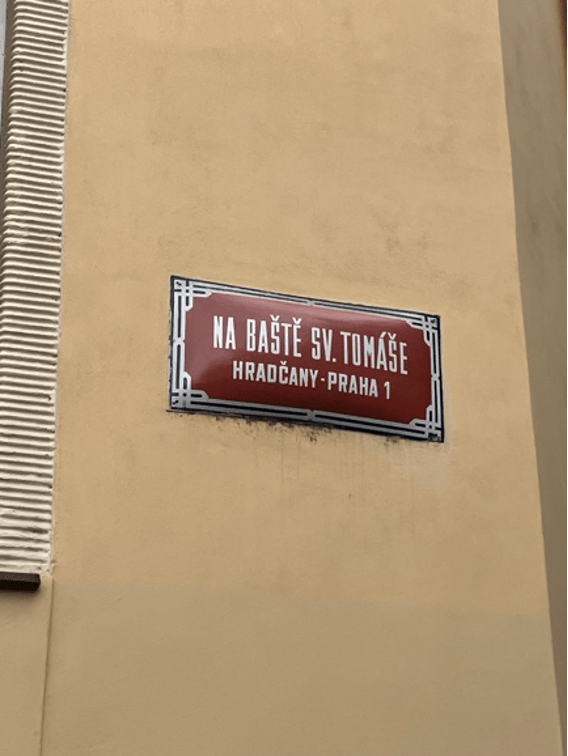 NA BAŠTĚ SV. TOMÁŠE
HRADČANY - PRAHA 1